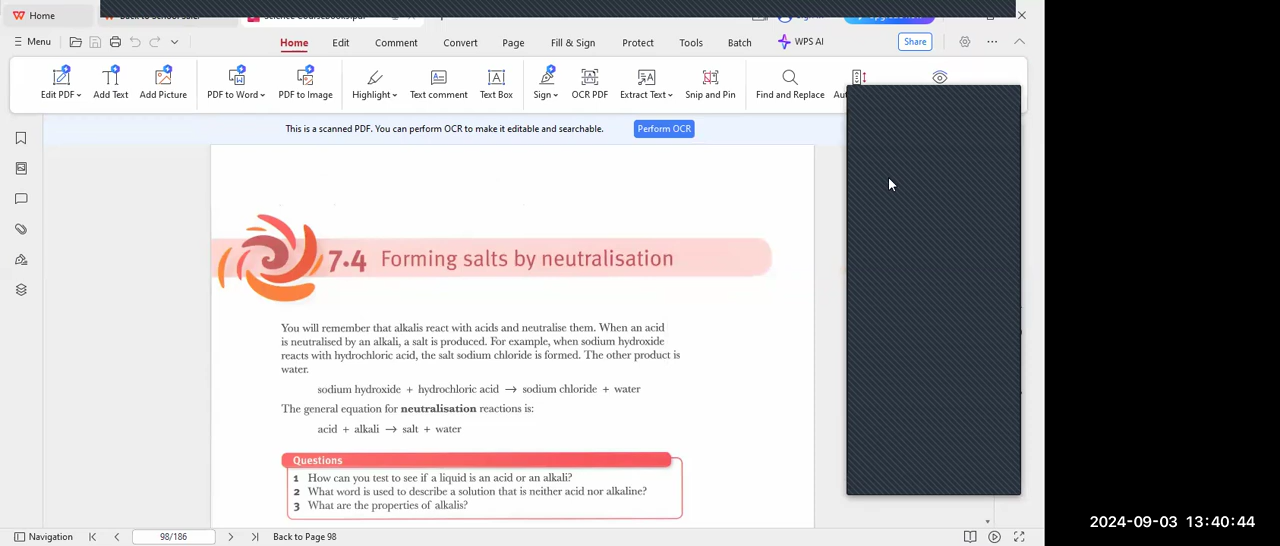 Home
Menu
Home Edit Comment Convert Page Fill & Sign Protect Tools Batch WPS AI Share
Edit PDF Add Text Add Picture PDF to Word PDF to Image Highlight Text comment Text Box Sign OCR PDF Extract Text Snip and Pin Find and Replace
This is a scanned PDF. You can perform OCR to make it editable and searchable. Perform OCR
7.4 Forming salts by neutralisation
You will remember that alkalis react with acids and neutralise them. When an acid
is neutralised by an alkali, a salt is produced. For example, when sodium hydroxide
reacts with hydrochloric acid, the salt sodium chloride is formed. The other product is
water.
sodium hydroxide + hydrochloric acid → sodium chloride + water
The general equation for neutralisation reactions is:
acid + alkali → salt + water
Questions
1 How can you test to see if a liquid is an acid or an alkali?
2 What word is used to describe a solution that is neither acid nor alkaline?
3 What are the properties of alkalis?
Navigation 98/186 Back to Page 98
2024-09-03 13:40:44